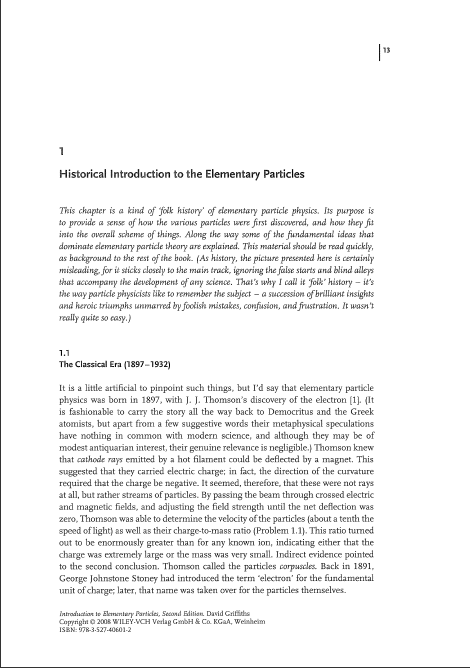 13
1
Historical Introduction to the Elementary Particles
This chapter is a kind of ‘folk history’ of elementary particle physics. Its purpose is
to provide a sense of how the various particles were first discovered, and how they fit
into the overall scheme of things. Along the way some of the fundamental ideas that
dominate elementary particle theory are explained. This material should be read quickly,
as background to the rest of the book. (As history, the picture presented here is certainly
misleading, for it sticks closely to the main track, ignoring the false starts and blind alleys
that accompany the development of any science. That’s why I call it ‘folk’ history – it’s
the way particle physicists like to remember the subject – a succession of brilliant insights
and heroic triumphs unmarred by foolish mistakes, confusion, and frustration. It wasn’t
really quite so easy.)
1.1
The Classical Era (1897–1932)
It is a little artificial to pinpoint such things, but I’d say that elementary particle
physics was born in 1897, with J. J. Thomson’s discovery of the electron [1]. (It
is fashionable to carry the story all the way back to Democritus and the Greek
atomists, but apart from a few suggestive words their metaphysical speculations
have nothing in common with modern science, and although they may be of
modest antiquarian interest, their genuine relevance is negligible.) Thomson knew
that cathode rays emitted by a hot filament could be deflected by a magnet. This
suggested that they carried electric charge; in fact, the direction of the curvature
required that the charge be negative. It seemed, therefore, that these were not rays
at all, but rather streams of particles. By passing the beam through crossed electric
and magnetic fields, and adjusting the field strength until the net deflection was
zero, Thomson was able to determine the velocity of the particles (about a tenth the
speed of light) as well as their charge-to-mass ratio (Problem 1.1). This ratio turned
out to be enormously greater than for any known ion, indicating either that the
charge was extremely large or the mass was very small. Indirect evidence pointed
to the second conclusion. Thomson called the particles corpuscles. Back in 1891,
George Johnstone Stoney had introduced the term ‘electron’ for the fundamental
unit of charge; later, that name was taken over for the particles themselves.
Introduction to Elementary Particles, Second Edition. David Griffiths
Copyright © 2008 WILEY-VCH Verlag GmbH & Co. KGaA, Weinheim
ISBN: 978-3-527-40601-2